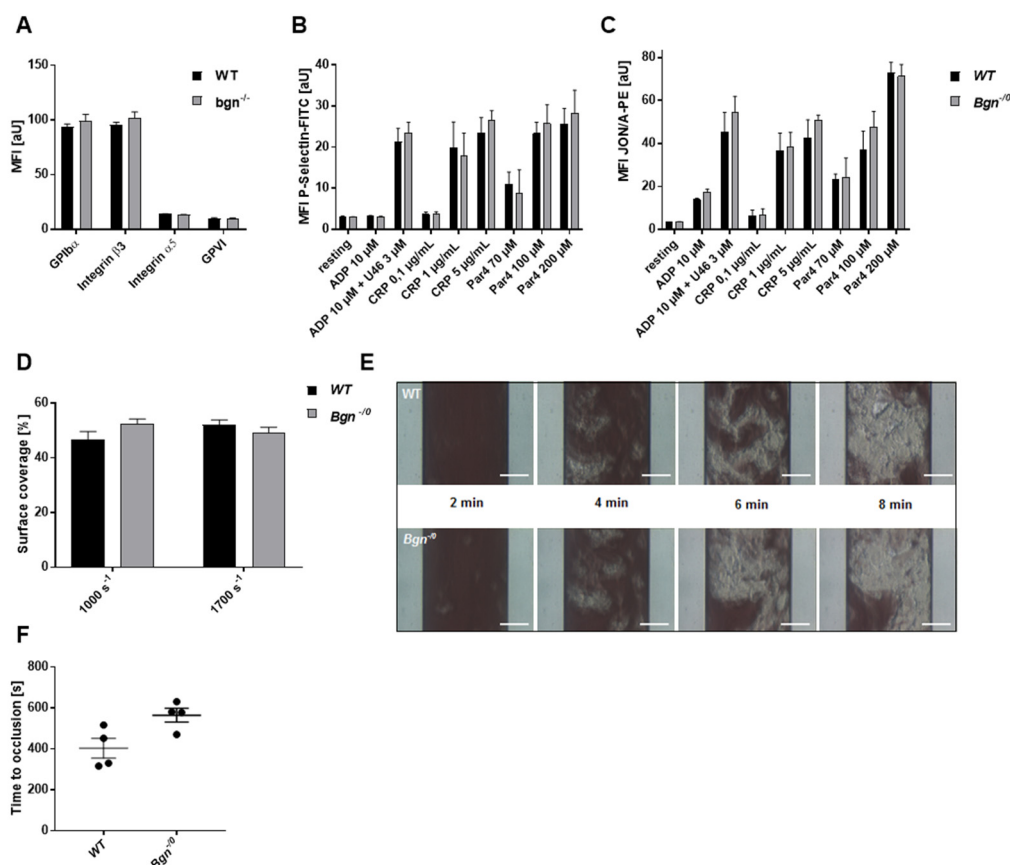 A
MFI [aU]
150
100
50
0
WT
bgn-/-
GPIbα
Integrin β3
Integrin α5
GPVI
B
MFI P-Selectin-FITC [aU]
40
30
20
10
0
resting
ADP 10 µM
ADP 10 µM + U46 3 µM
CRP 0,1 µg/mL
CRP 1 µg/mL
CRP 5 µg/mL
Par4 70 µM
Par4 100 µM
Par4 200 µM
C
MFI JON/A-PE [aU]
80
60
40
20
0
WT
Bgn-/0
resting
ADP 10 µM
ADP 10 µM + U46 3 µM
CRP 0,1 µg/mL
CRP 1 µg/mL
CRP 5 µg/mL
Par4 70 µM
Par4 100 µM
Par4 200 µM
D
Surface coverage [%]
60
40
20
0
WT
Bgn -/0
1000 s-1
1700 s-1
E
WT
2 min 4 min 6 min 8 min
Bgn-/0
F
Time to occlusion [s]
800
600
400
200
0
WT
Bgn-/0